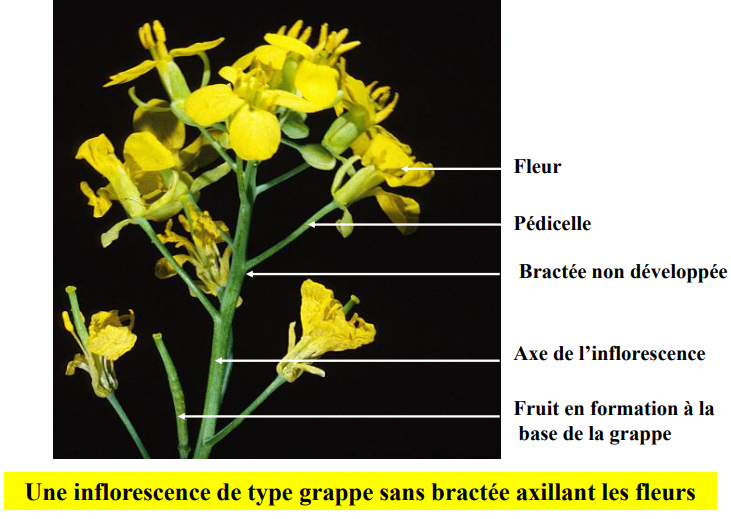 Fleur
Pédicelle
Bractée non développée
Axe de l’inflorescence
Fruit en formation à la
base de la grappe
Une inflorescence de type grappe sans bractée axillant les fleurs